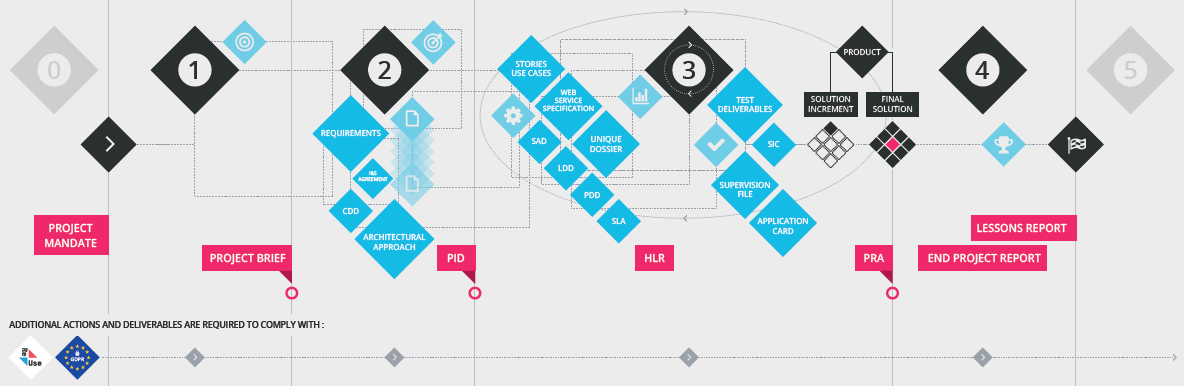 0
1
2
3
4
5
STORIES
USE CASES
WEB
SERVICE
SPECIFICATION
TEST
DELIVERABLES
PRODUCT
SOLUTION
INCREMENT
FINAL
SOLUTION
REQUIREMENTS
SAD
UNIQUE
DOSSIER
SIC
I&S
AGREEMENT
LDD
PDD
SUPERVISION
FILE
CDD
SLA
APPLICATION
CARD
ARCHITECTURAL
APPROACH
PROJECT
MANDATE
PROJECT BRIEF
PID
HLR
PRA
LESSONS REPORT
END PROJECT REPORT
ADDITIONAL ACTIONS AND DELIVERABLES ARE REQUIRED TO COMPLY WITH :
Re
Use
GDPR